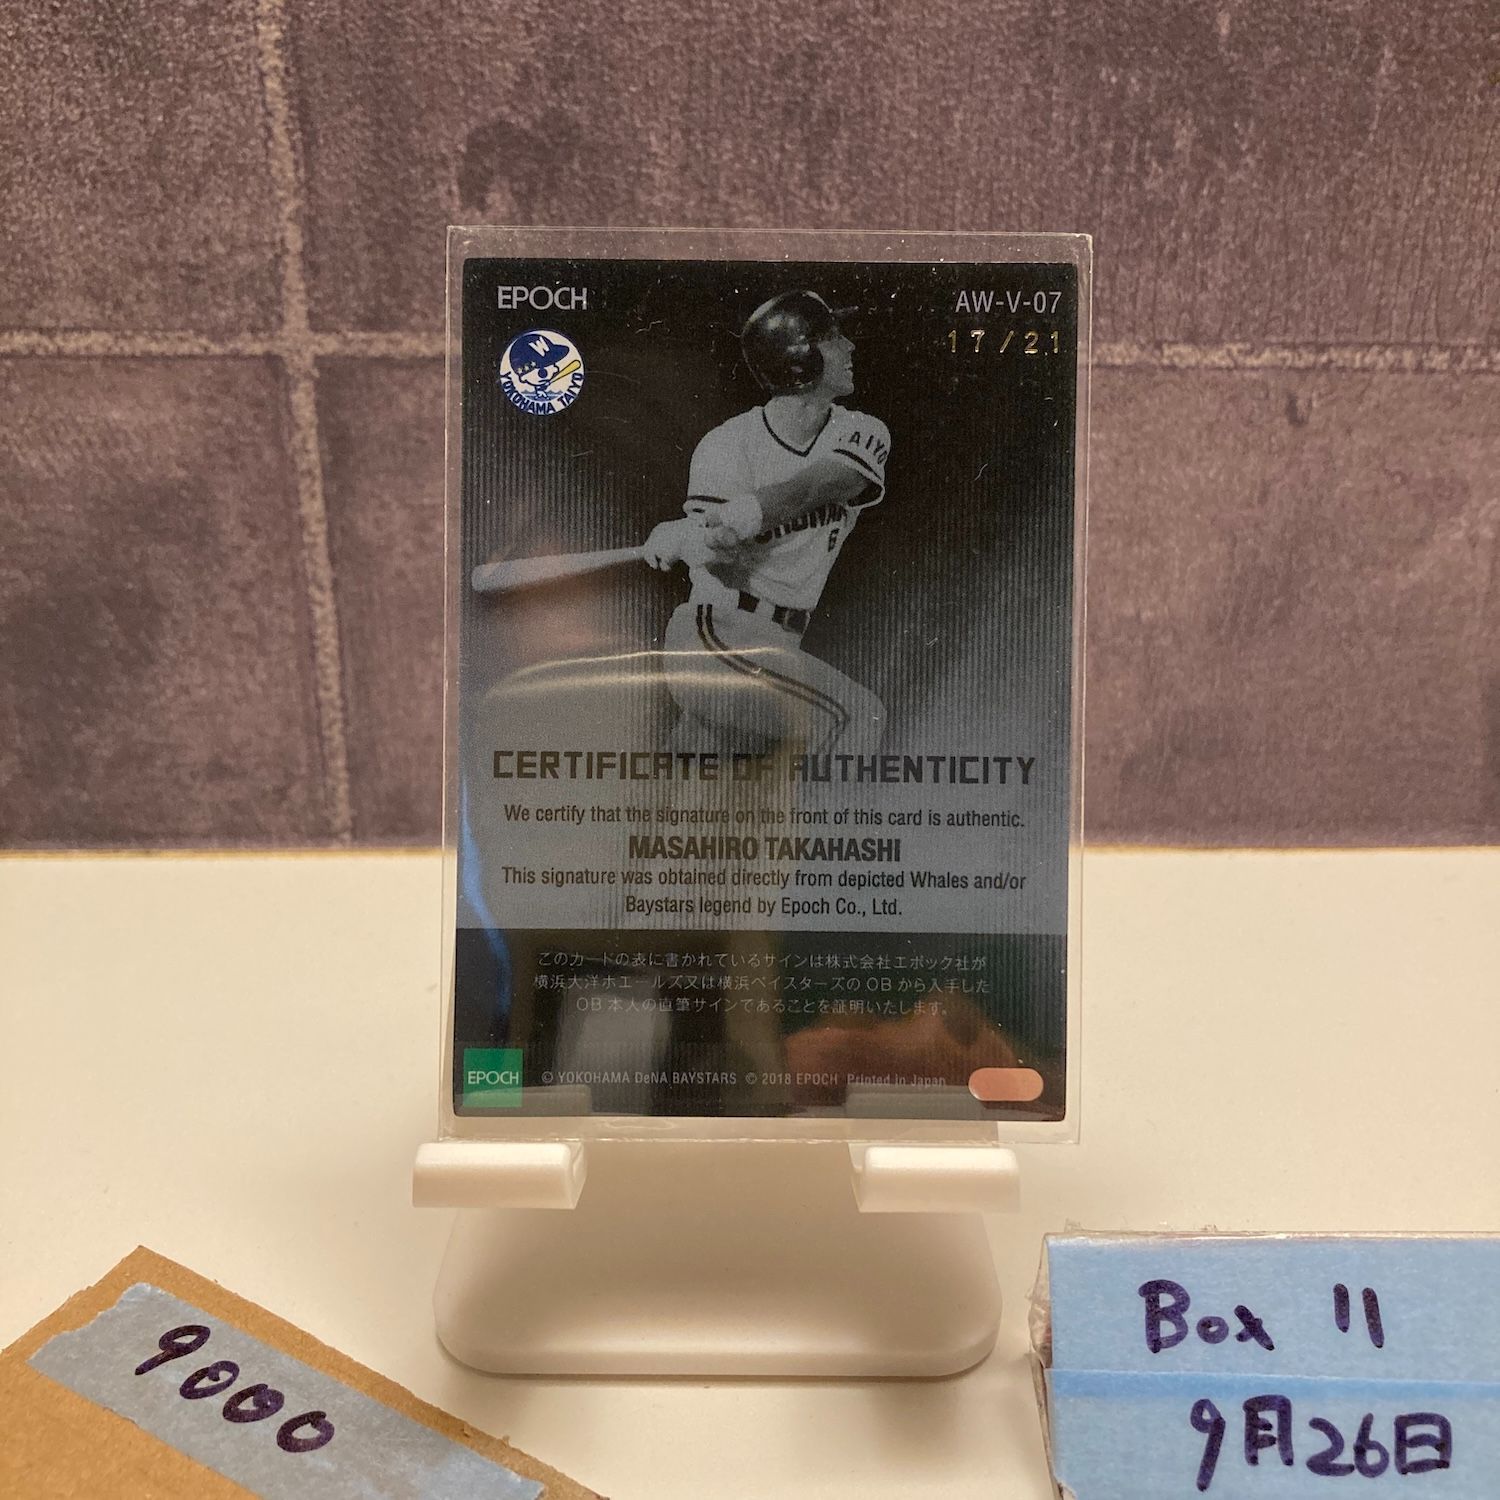 EPOCH
AW-V-07
17/21
W
YOKOHAMA TAIYO
AIYO
6
CERTIFICATE OF AUTHENTICITY
We certify that the signature on the front of this card is authentic.
MASAHIRO TAKAHASHI
This signature was obtained directly from depicted Whales and/or
Baystars legend by Epoch Co., Ltd.
このカードの表に書かれているサインは株式会社エポック社が
横浜大洋ホエールズ又は横浜ベイスターズのOBから入手した
OB本人の直筆サインであることを証明いたします。
EPOCH
© YOKOHAMA DeNA BAYSTARS © 2018 EPOCH Printed in Japan
9000
Box 11
9月26日